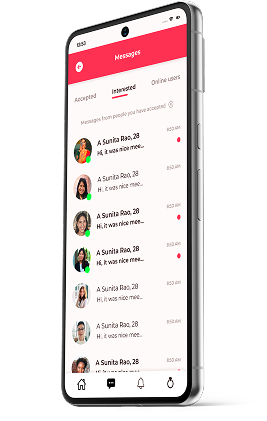 10:53
Messages
Accepted
Interested
Online users
Messages from people you have accepted
A Sunita Rao, 28
8:53 AM
Hi, it was nice mee..
A Sunita Rao, 28
8:53 AM
Hi, it was nice mee..
A Sunita Rao, 28
8:53 AM
Hi, it was nice mee..
A Sunita Rao, 28
8:53 AM
Hi, it was nice mee..
A Sunita Rao, 28
8:53 AM
Hi, it was nice mee..
A Sunita Rao, 28
8:53 AM
Hi, it was nice mee..
A Sunita Rao, 28
8:53 AM
Hi, it was nice mee..